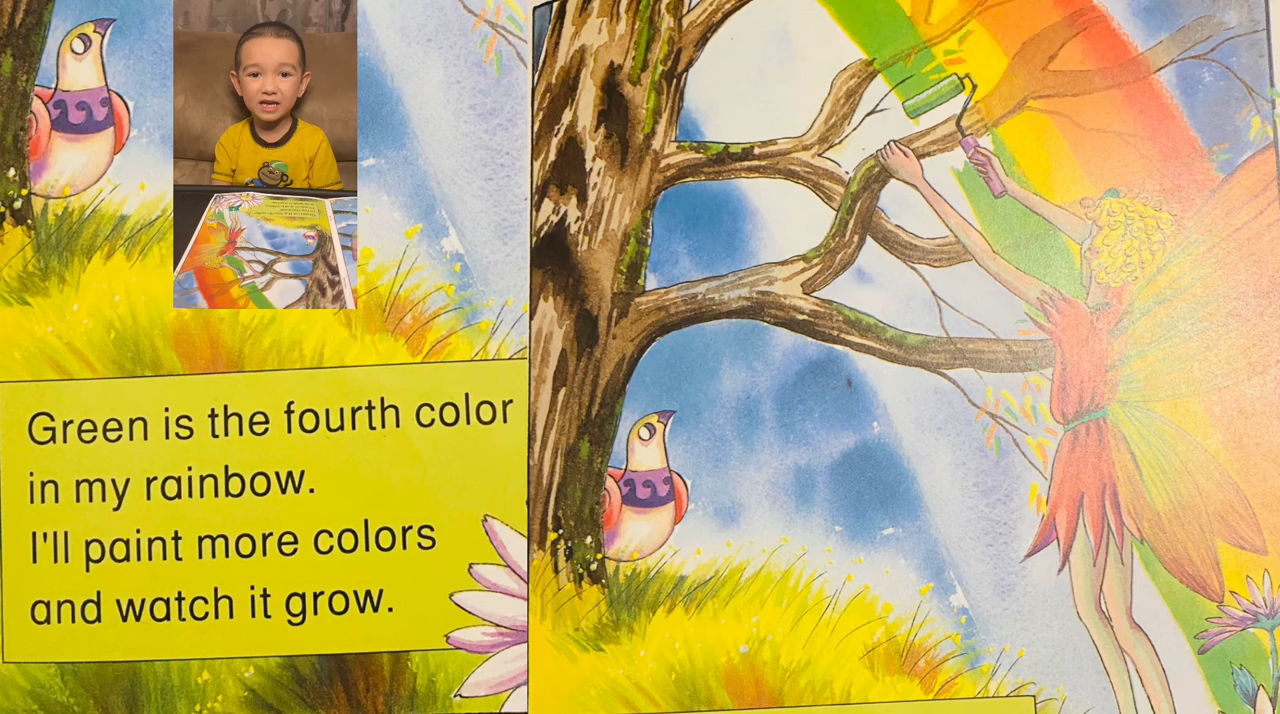 Green is the fourth color
in my rainbow.
I'll paint more colors
and watch it grow.